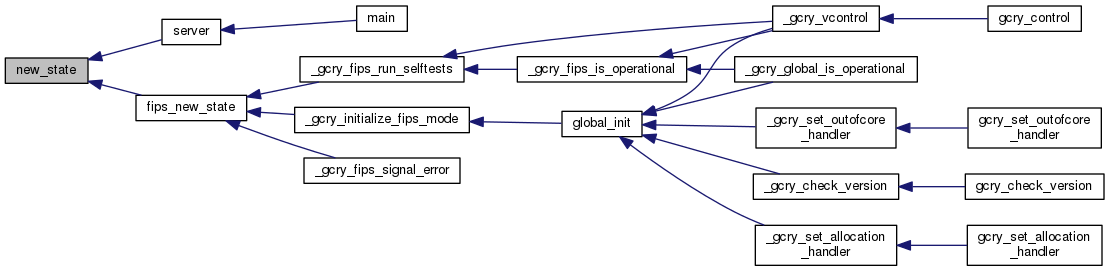 new_state
server
main
fips_new_state
_gcry_fips_run_selftests
_gcry_initialize_fips_mode
_gcry_fips_signal_error
_gcry_fips_is_operational
global_init
_gcry_vcontrol
gcry_control
_gcry_global_is_operational
_gcry_set_outofcore
_handler
gcry_set_outofcore
_handler
_gcry_check_version
gcry_check_version
_gcry_set_allocation
_handler
gcry_set_allocation
_handler